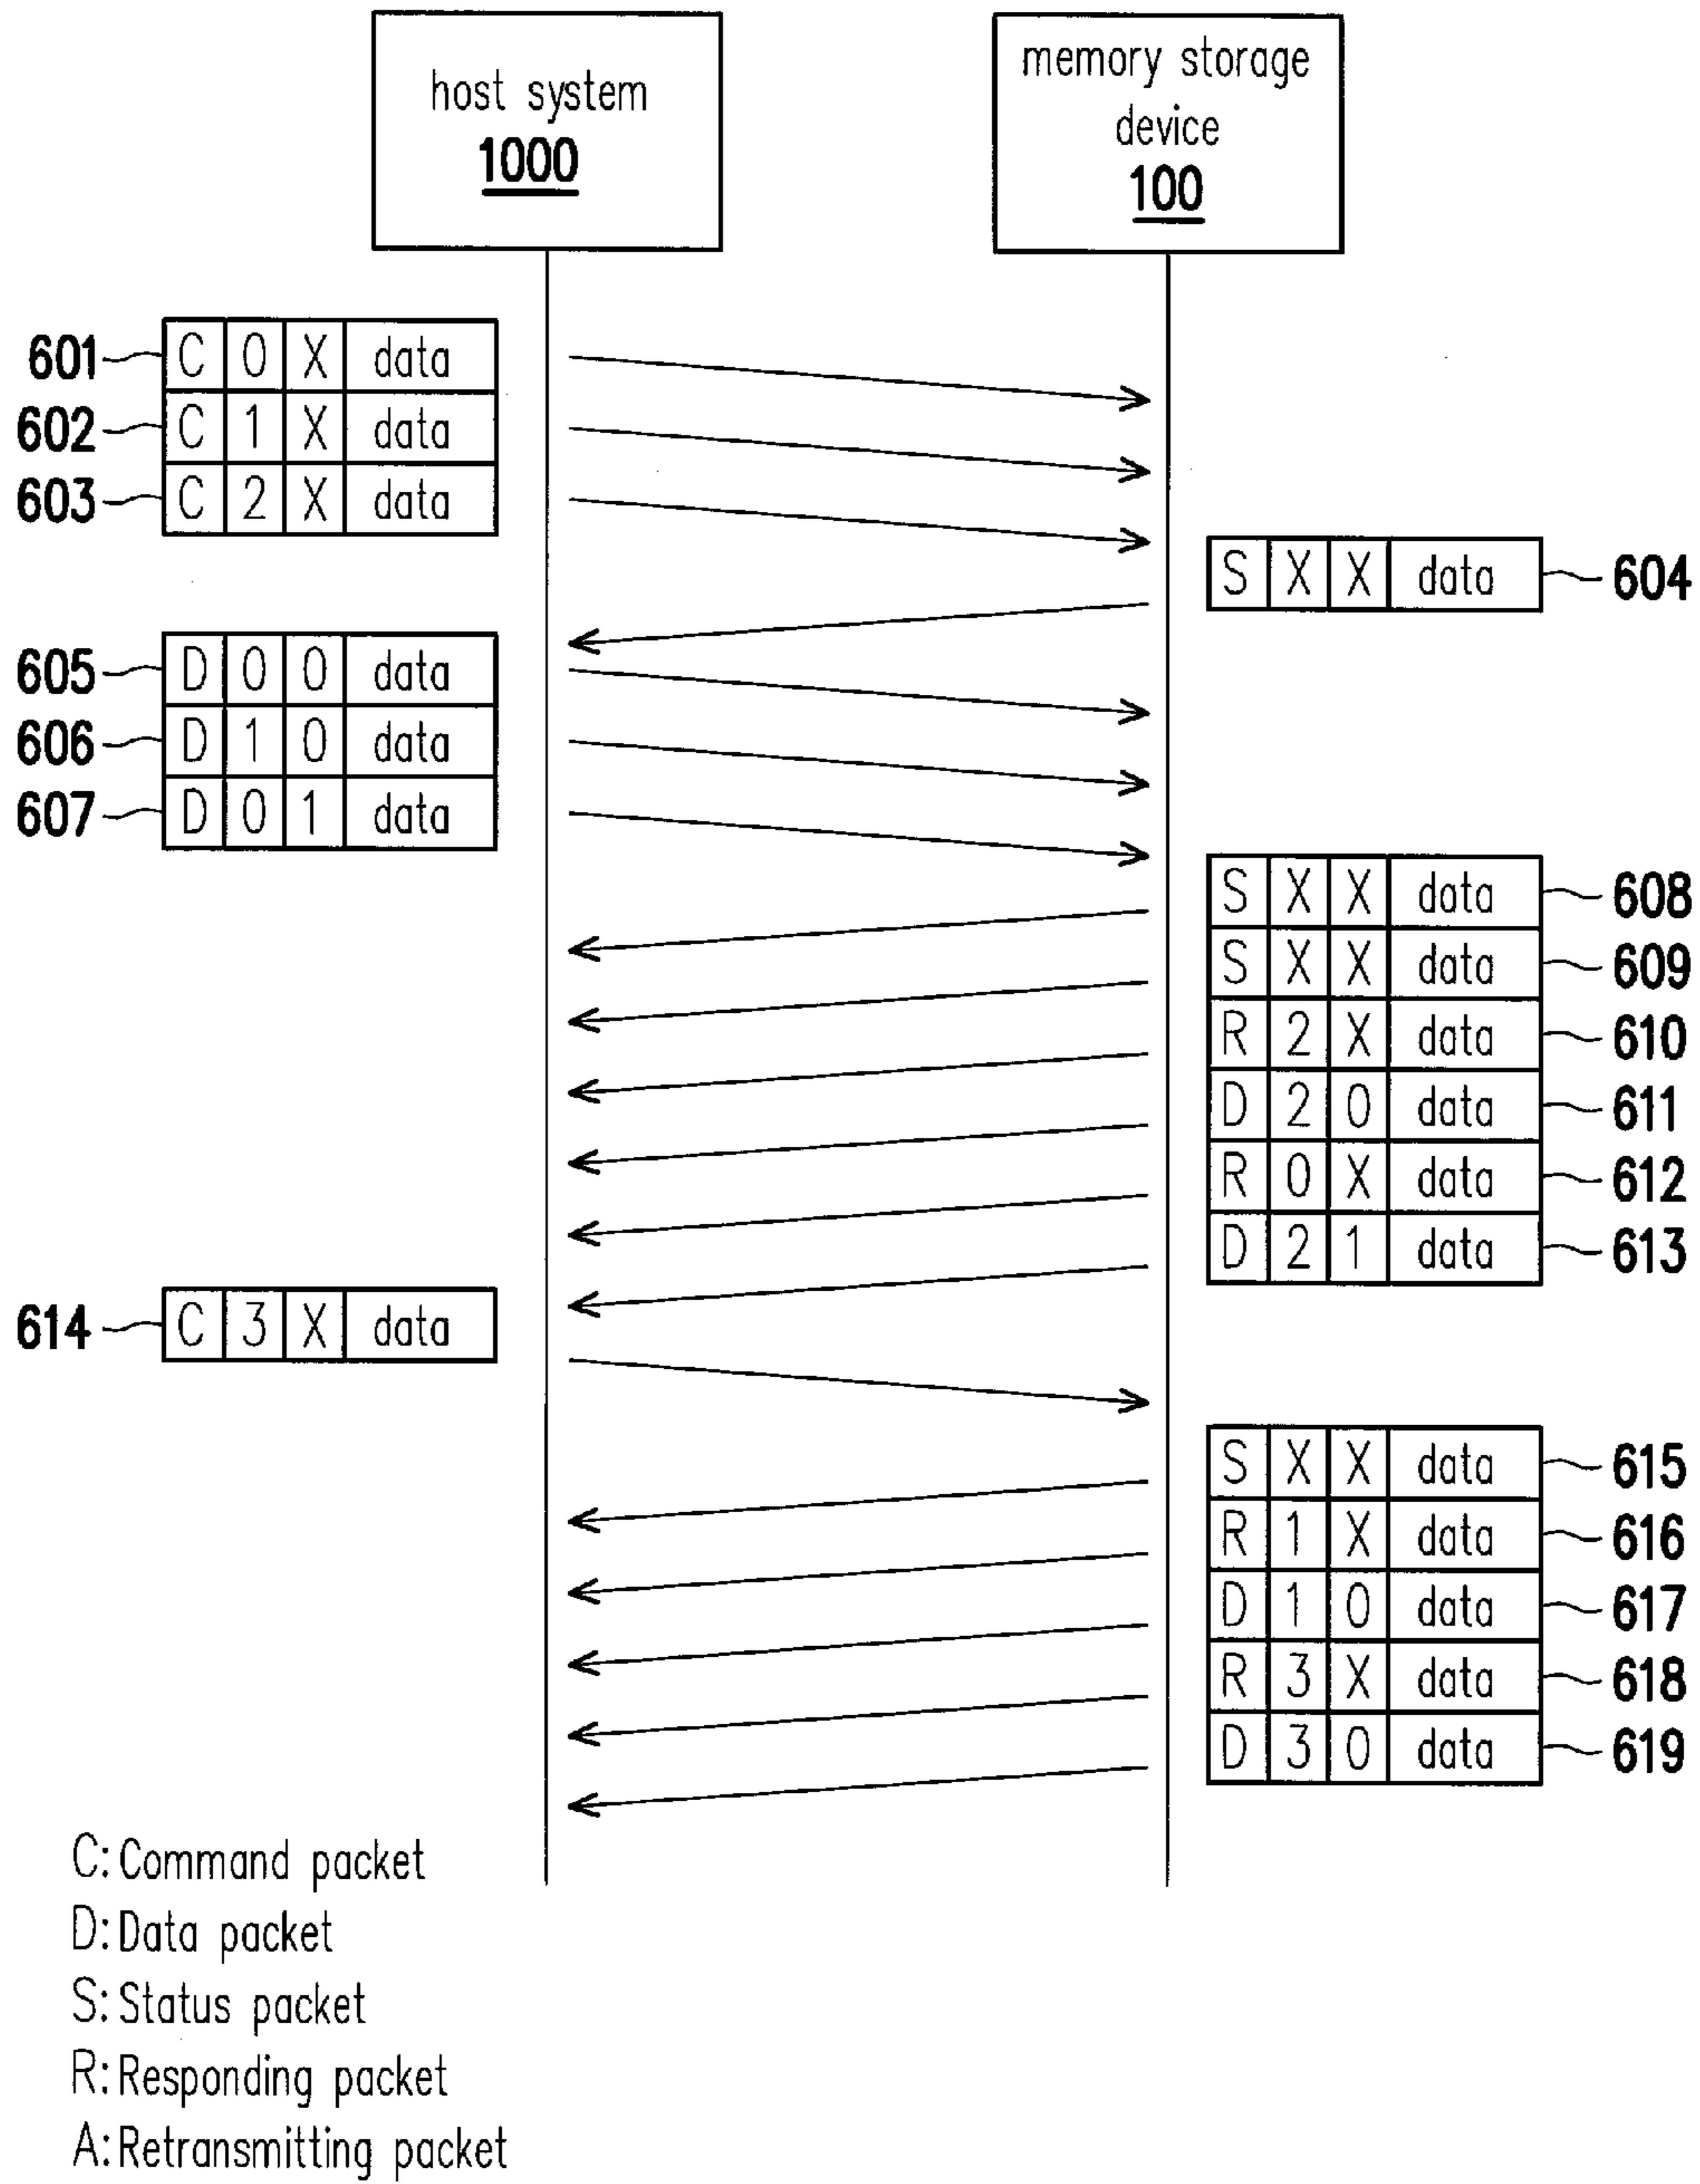 host system
1000
memory storage
device
100
601 C 0 X data
602 C 1 X data
603 C 2 X data
S X X data 604
605 D 0 0 data
606 D 1 0 data
607 D 0 1 data
S X X data 608
S X X data 609
R 2 X data 610
D 2 0 data 611
R 0 X data 612
D 2 1 data 613
614 C 3 X data
S X X data 615
R 1 X data 616
D 1 0 data 617
R 3 X data 618
D 3 0 data 619
C: Command packet
D: Data packet
S: Status packet
R: Responding packet
A: Retransmitting packet